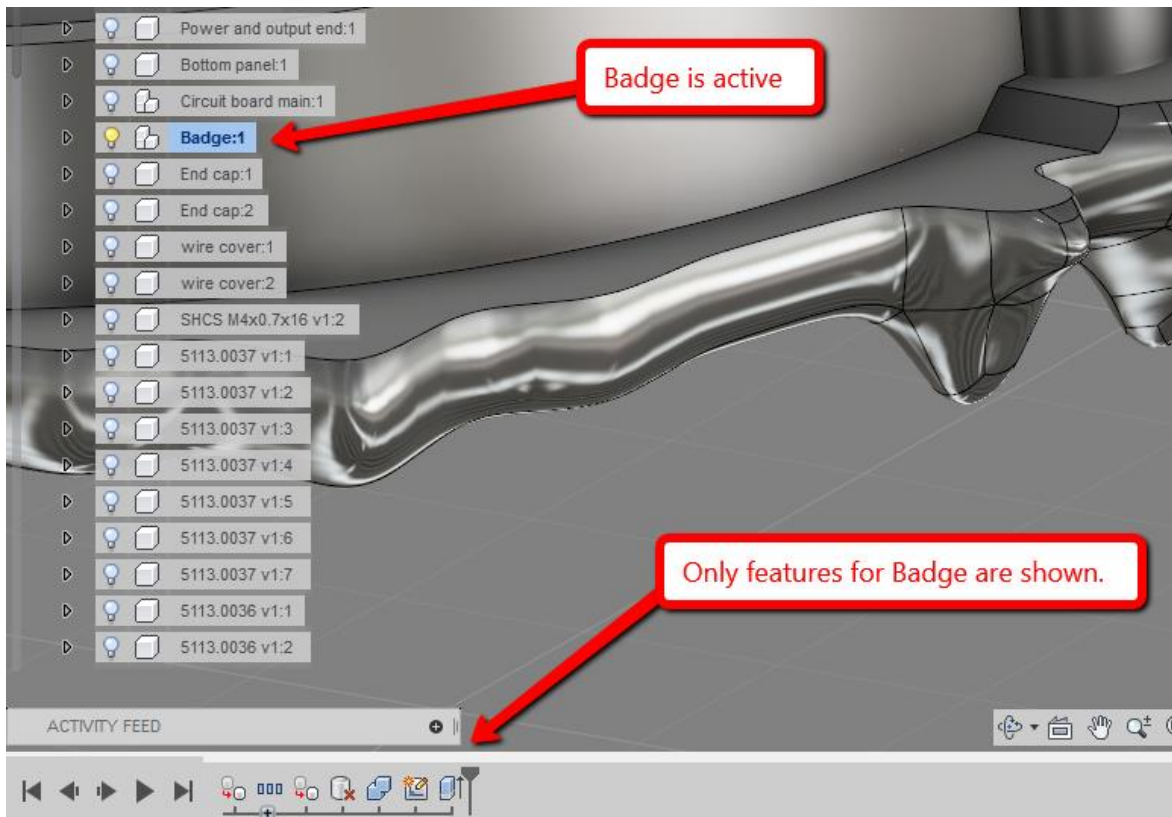 Power and output end:1
Bottom panel:1
Circuit board main:1
Badge:1
End cap:1
End cap:2
wire cover:1
wire cover:2
SHCS M4x0.7x16 v1:2
5113.0037 v1:1
5113.0037 v1:2
5113.0037 v1:3
5113.0037 v1:4
5113.0037 v1:5
5113.0037 v1:6
5113.0037 v1:7
5113.0036 v1:1
5113.0036 v1:2
Badge is active
Only features for Badge are shown.
ACTIVITY FEED